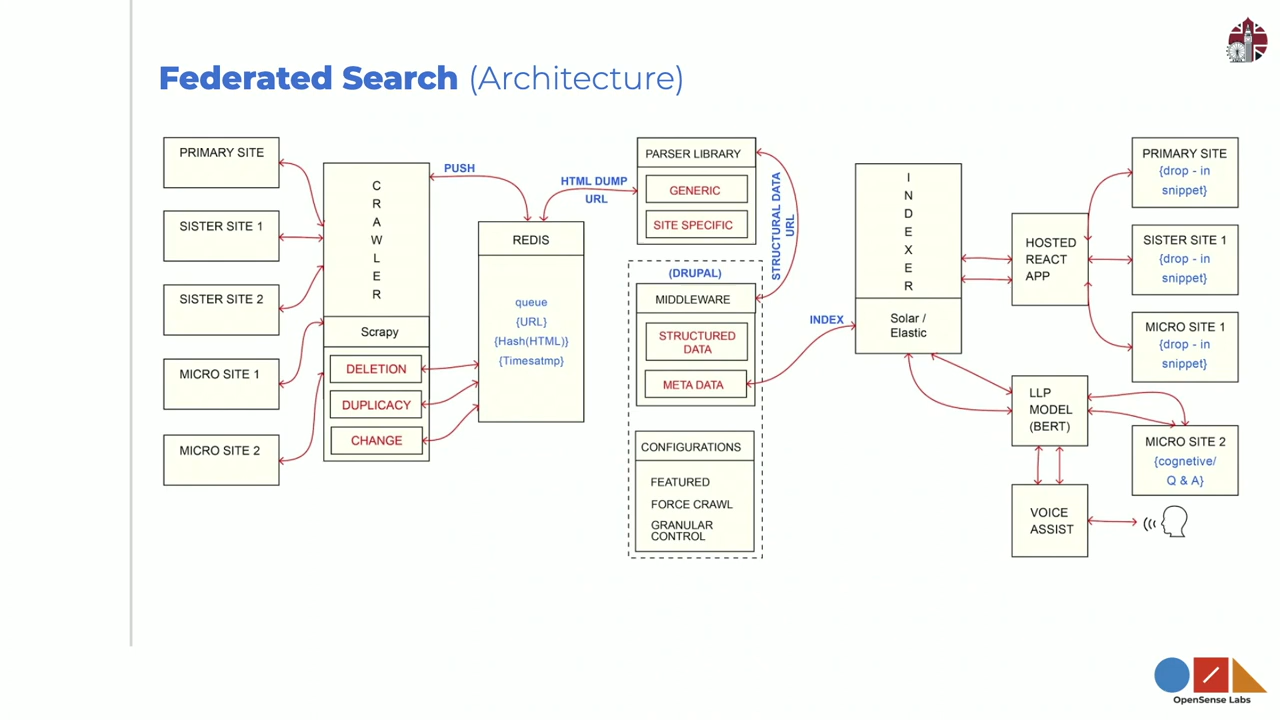 Federated Search (Architecture)
PRIMARY SITE
SISTER SITE 1
SISTER SITE 2
MICRO SITE 1
MICRO SITE 2
C
R
A
W
L
E
R
Scrapy
DELETION
DUPLICACY
CHANGE
PUSH
REDIS
queue
{URL}
{Hash(HTML)}
{Timesatmp}
HTML DUMP
URL
PARSER LIBRARY
GENERIC
SITE SPECIFIC
STRUCTURAL DATA
URL
(DRUPAL)
MIDDLEWARE
STRUCTURED
DATA
META DATA
CONFIGURATIONS
FEATURED
FORCE CRAWL
GRANULAR
CONTROL
INDEX
I
N
D
E
X
E
R
Solar /
Elastic
HOSTED
REACT
APP
LLP
MODEL
(BERT)
VOICE
ASSIST
PRIMARY SITE
{drop - in
snippet}
SISTER SITE 1
{drop - in
snippet}
MICRO SITE 1
{drop - in
snippet}
MICRO SITE 2
{cognetive/
Q & A}
OpenSense Labs